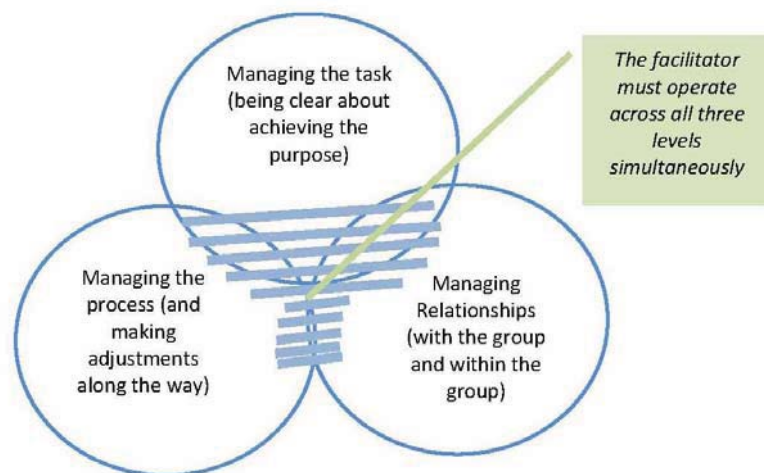 Managing the task
(being clear about
achieving the
purpose)
The facilitator
must operate
across all three
levels
simultaneously
Managing the
process (and
making
adjustments
along the way)
Managing
Relationships
(with the group
and within the
group)